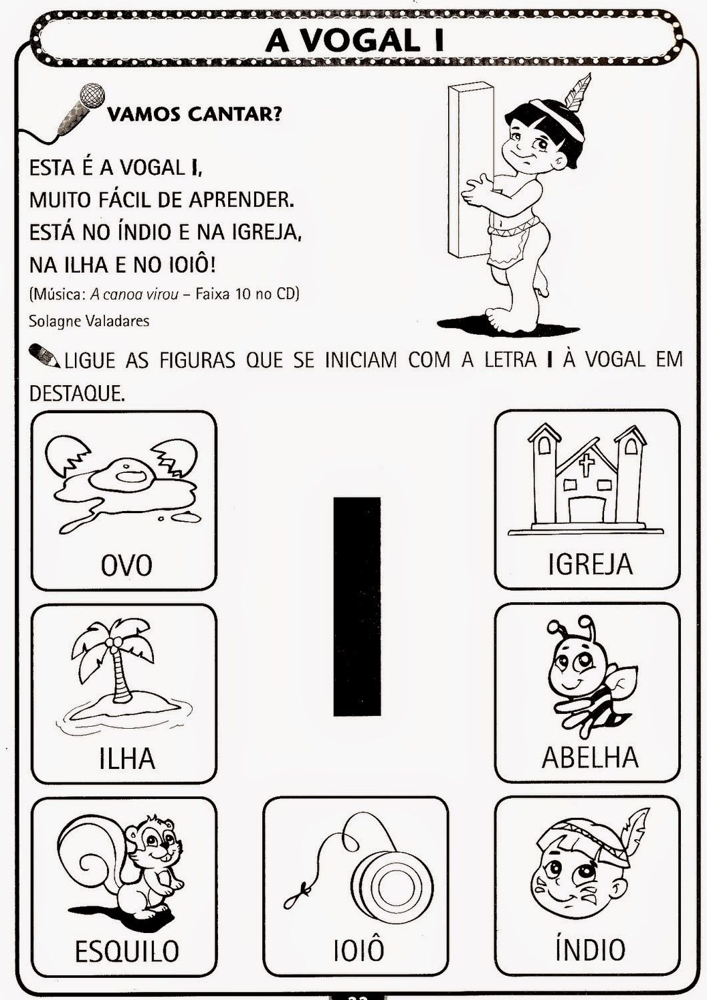 A VOGAL I
VAMOS CANTAR?
ESTA É A VOGAL I,
MUITO FÁCIL DE APRENDER.
ESTÁ NO ÍNDIO E NA IGREJA,
NA ILHA E NO IOIÔ!
(Música: A canoa virou – Faixa 10 no CD)
Solagne Valadares
LIGUE AS FIGURAS QUE SE INICIAM COM A LETRA I À VOGAL EM
DESTAQUE.
OVO
IGREJA
I
ILHA
ABELHA
ESQUILO
IOIÔ
ÍNDIO